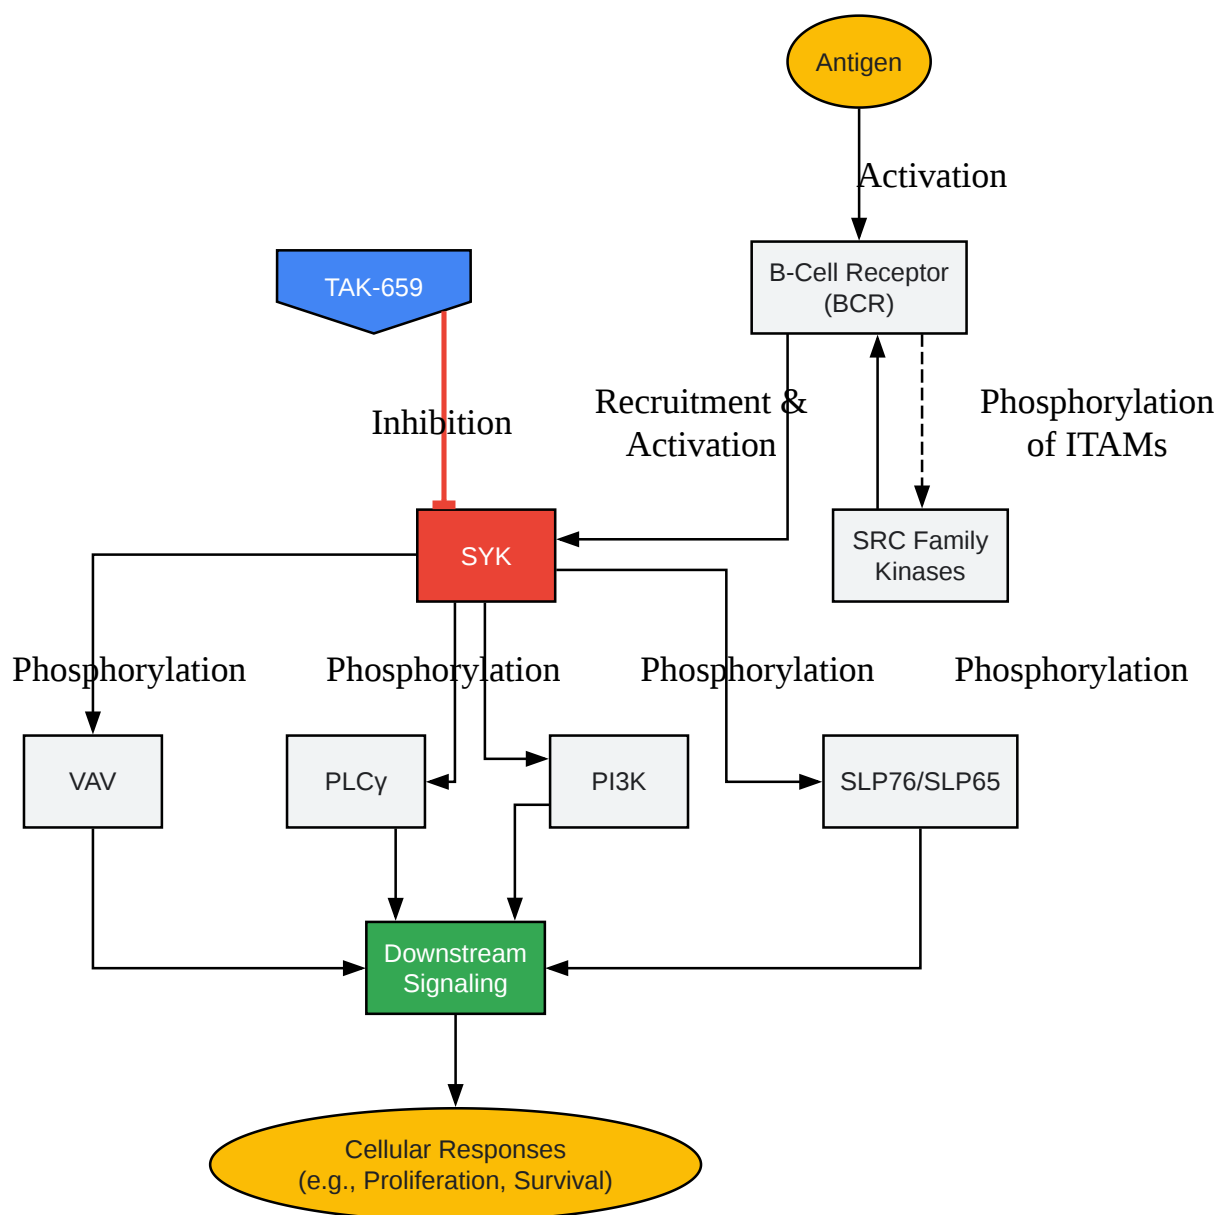 Antigen
Activation
B-Cell Receptor
(BCR)
TAK-659
Inhibition
Recruitment &
Activation
Phosphorylation
of ITAMs
SYK
SRC Family
Kinases
Phosphorylation
Phosphorylation
Phosphorylation
Phosphorylation
VAV
PLCγ
PI3K
SLP76/SLP65
Downstream
Signaling
Cellular Responses
(e.g., Proliferation, Survival)